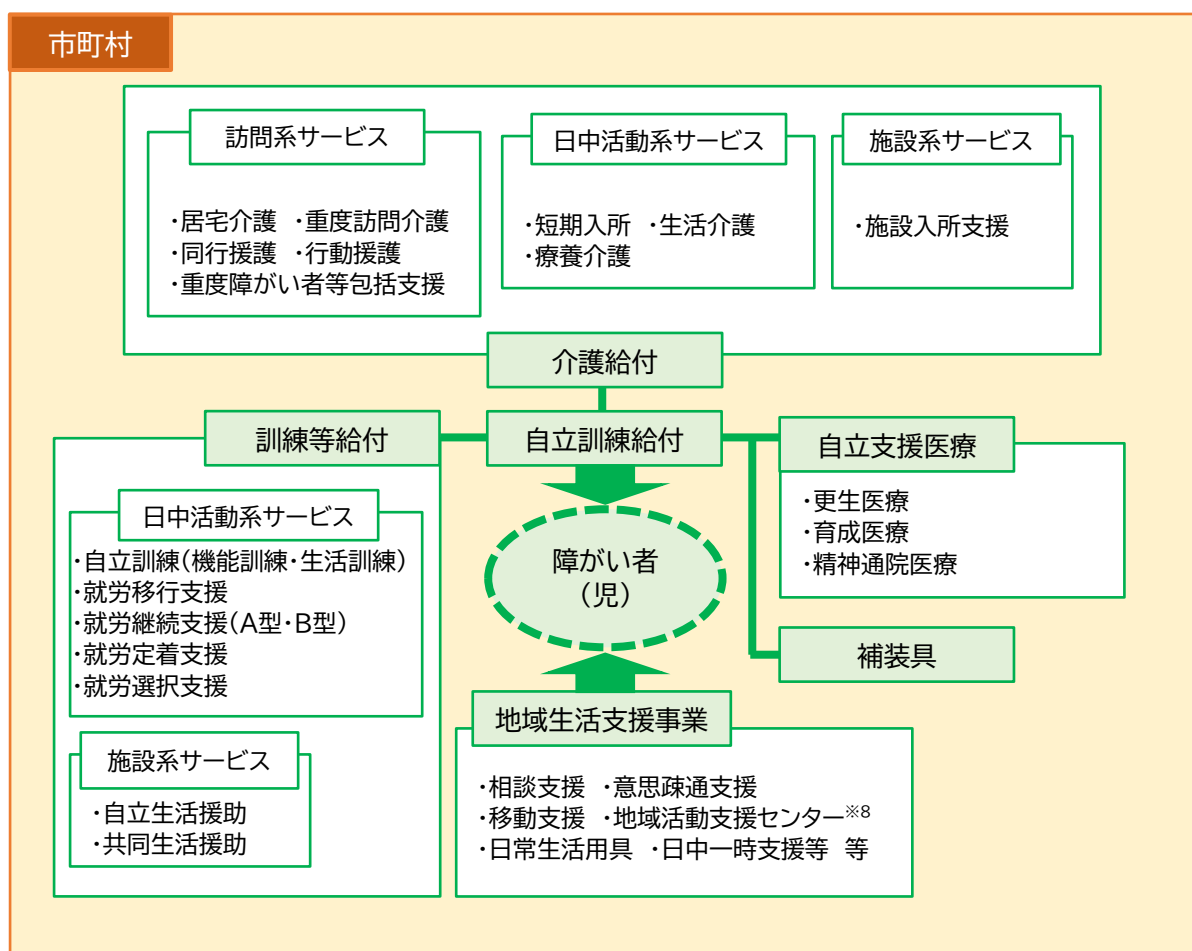 市町村
訪問系サービス
・居宅介護 ・重度訪問介護
・同行援護 ・行動援護
・重度障がい者等包括支援
日中活動系サービス
・短期入所 ・生活介護
・療養介護
施設系サービス
・施設入所支援
介護給付
訓練等給付
自立訓練給付
自立支援医療
・更生医療
・育成医療
・精神通院医療
日中活動系サービス
・自立訓練(機能訓練・生活訓練)
・就労移行支援
・就労継続支援(A型・B型)
・就労定着支援
・就労選択支援
障がい者
(児)
補装具
施設系サービス
・自立生活援助
・共同生活援助
地域生活支援事業
・相談支援 ・意思疎通支援
・移動支援 ・地域活動支援センター※8
・日常生活用具 ・日中一時支援等 等